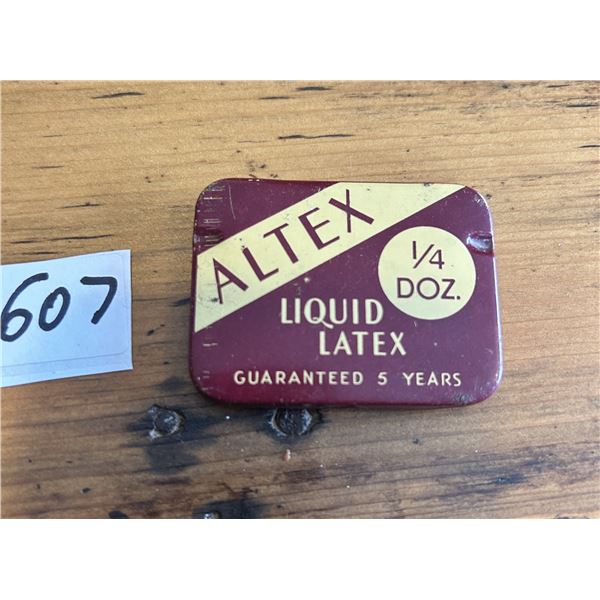 607
ALTEX
1/4
DOZ.
LIQUID
LATEX
GUARANTEED 5 YEARS